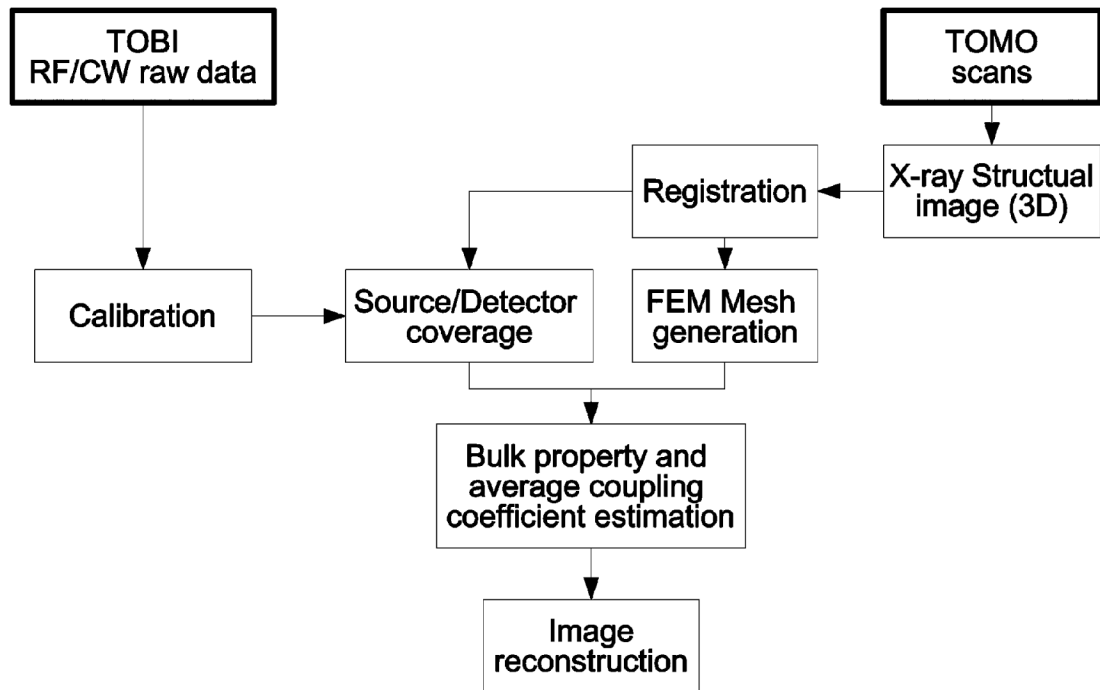 TOBI
RF/CW raw data
TOMO
scans
Registration
X-ray Structual
image (3D)
Calibration
Source/Detector
coverage
FEM Mesh
generation
Bulk property and
average coupling
coefficient estimation
Image
reconstruction